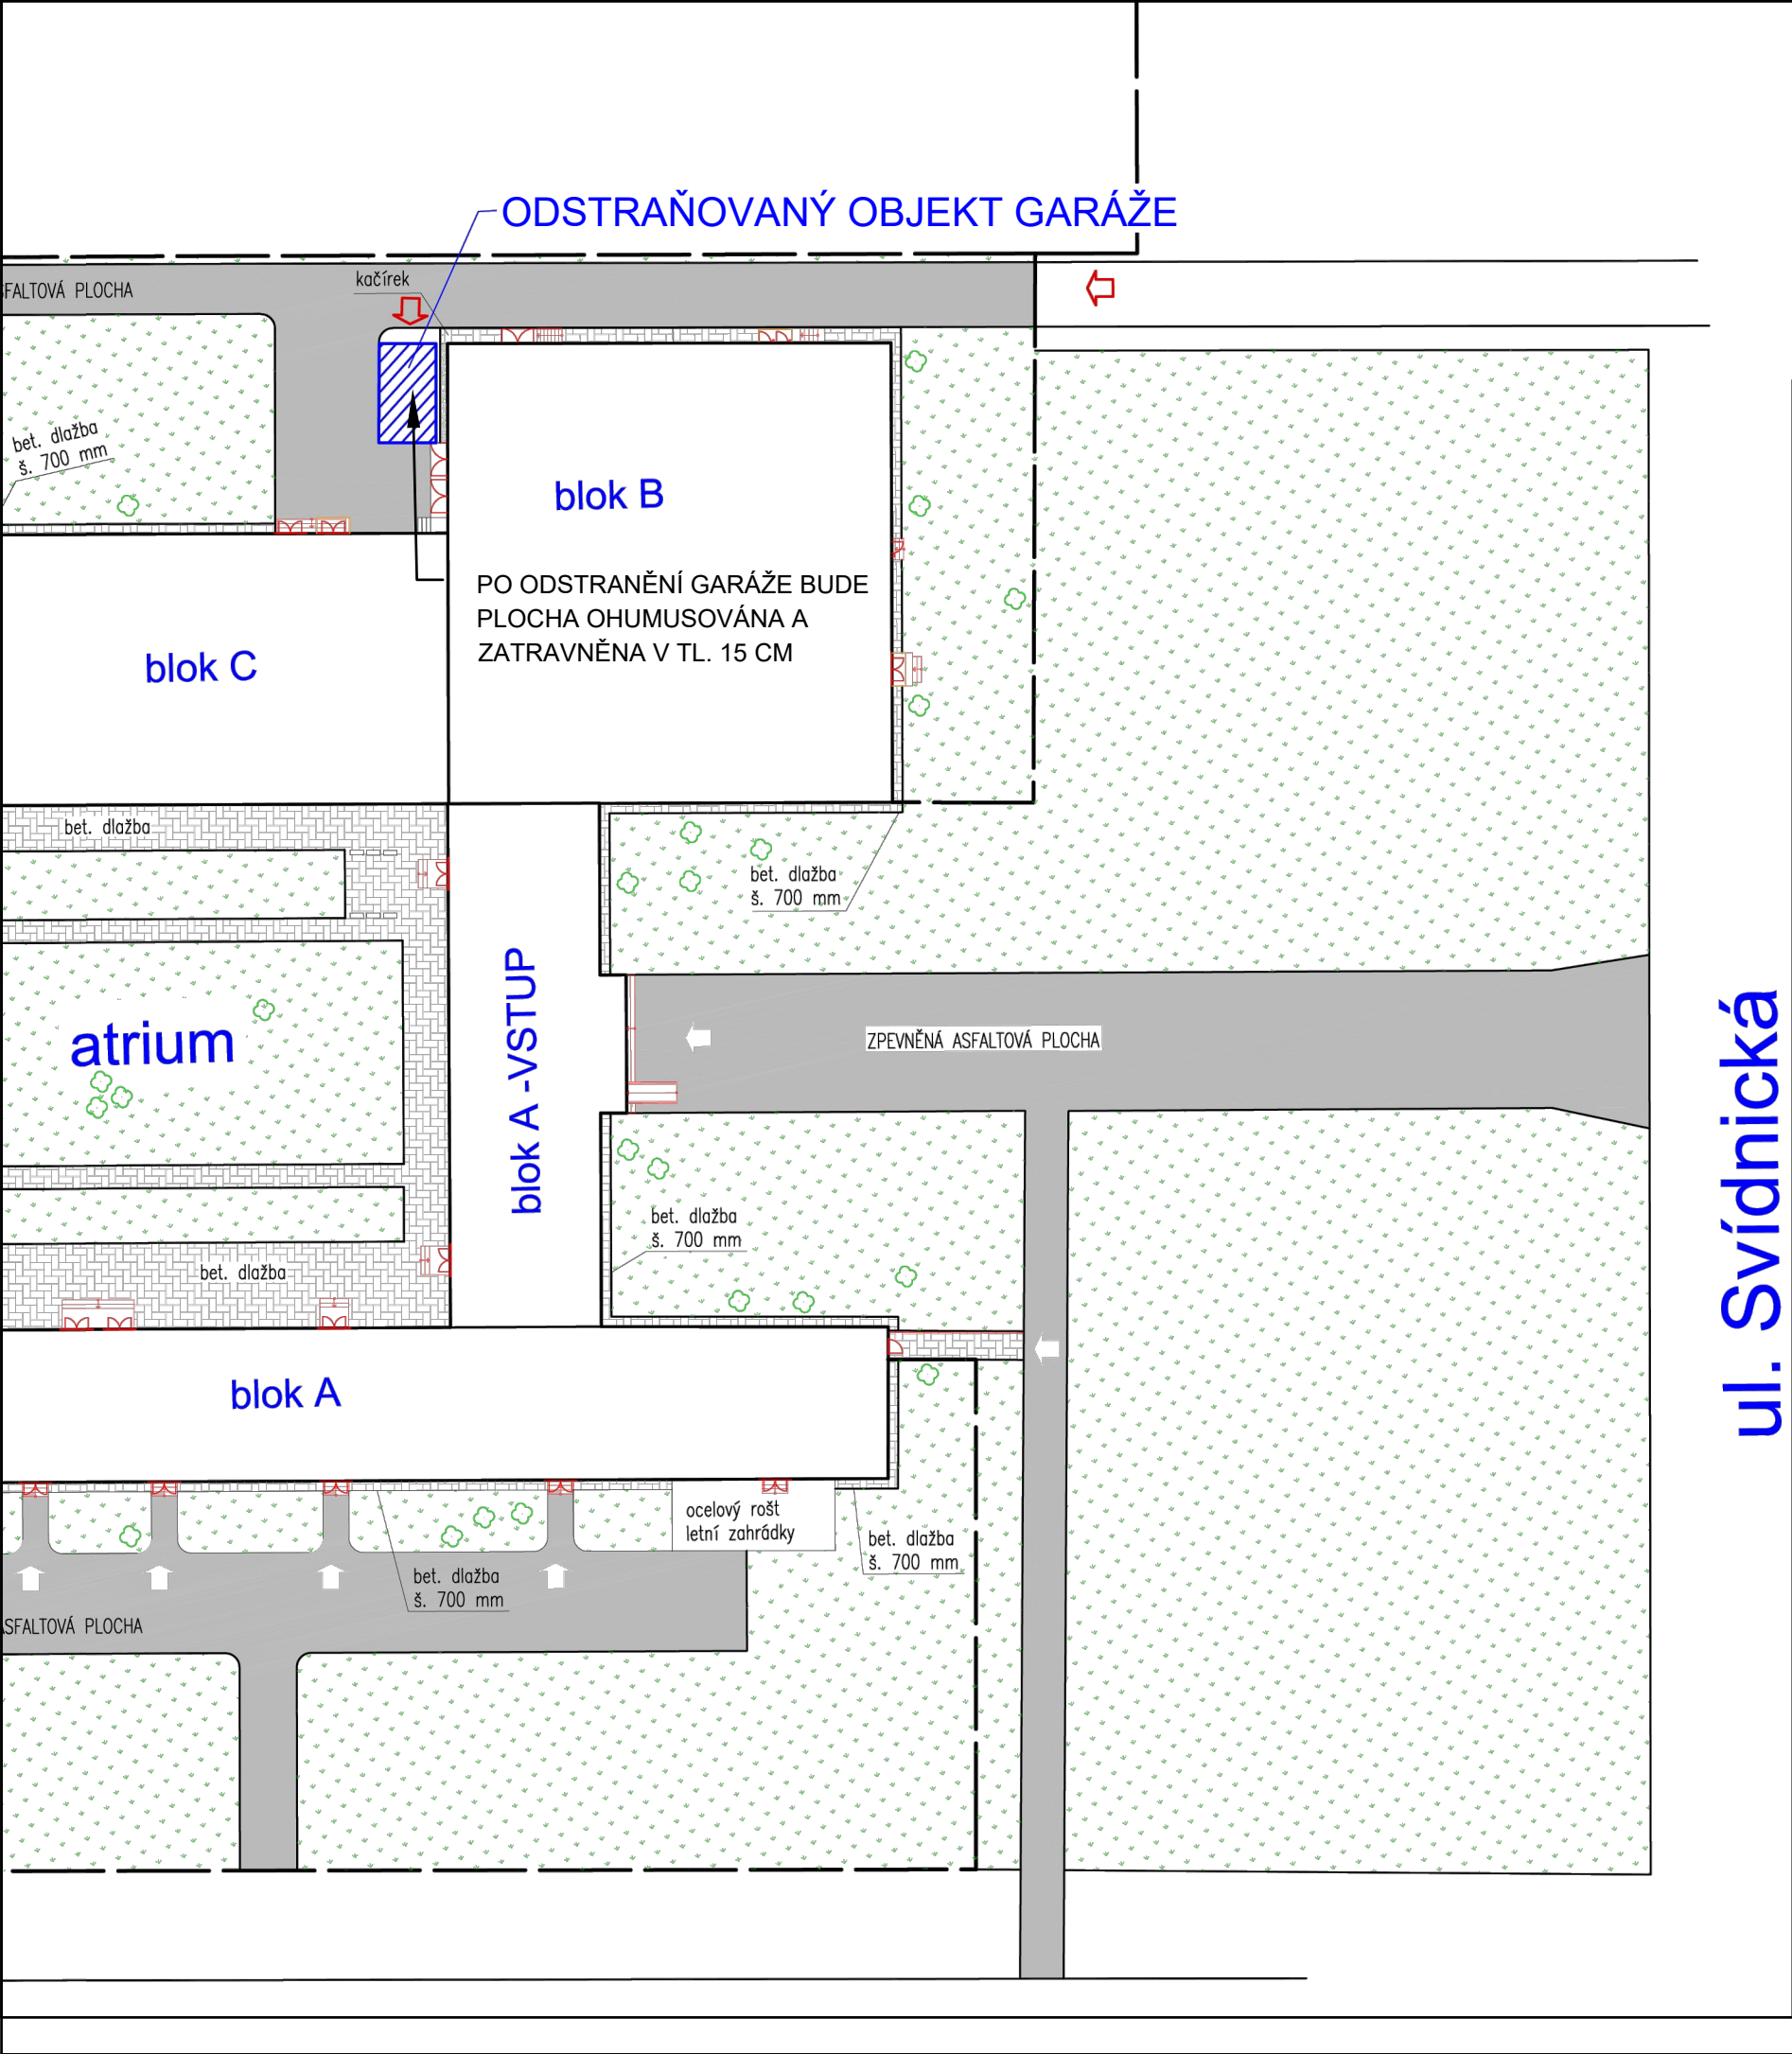 ODSTRAŇOVANÝ OBJEKT GARÁŽE
kačírek
SFALTOVÁ PLOCHA
bet. dlažba
š. 700 mm
blok B
PO ODSTRANĚNÍ GARÁŽE BUDE
PLOCHA OHUMUSOVÁNA A
ZATRAVNĚNA V TL. 15 CM
blok C
bet. dlažba
bet. dlažba
š. 700 mm
atrium
blok A -VSTUP
ZPEVNĚNÁ ASFALTOVÁ PLOCHA
ul. Svídnická
bet. dlažba
š. 700 mm
bet. dlažba
blok A
ocelový rošt
letní zahrádky
bet. dlažba
š. 700 mm
bet. dlažba
š. 700 mm
ASFALTOVÁ PLOCHA